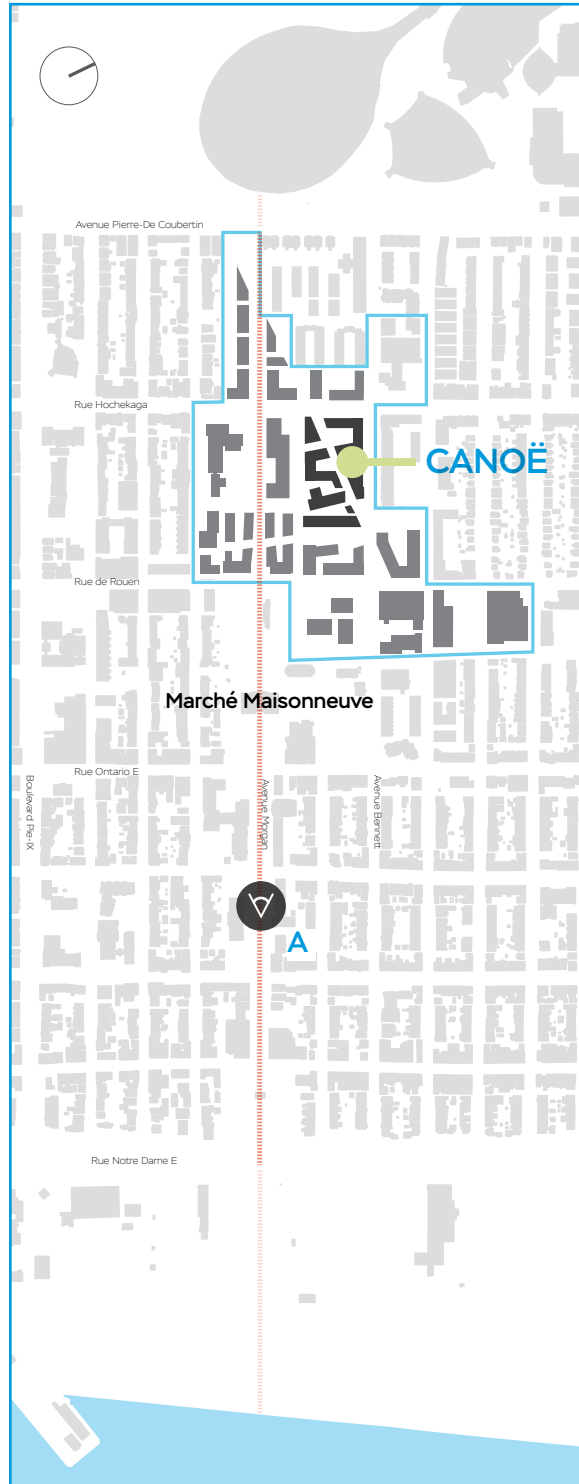 Avenue Pierre-De Coubertin
Rue Hochekaga
CANOË
Rue de Rouen
Marché Maisonneuve
Rue Ontario E
Boulevard Pie-IX
Avenue Morgan
Avenue Bennett
A
Rue Notre Dame E